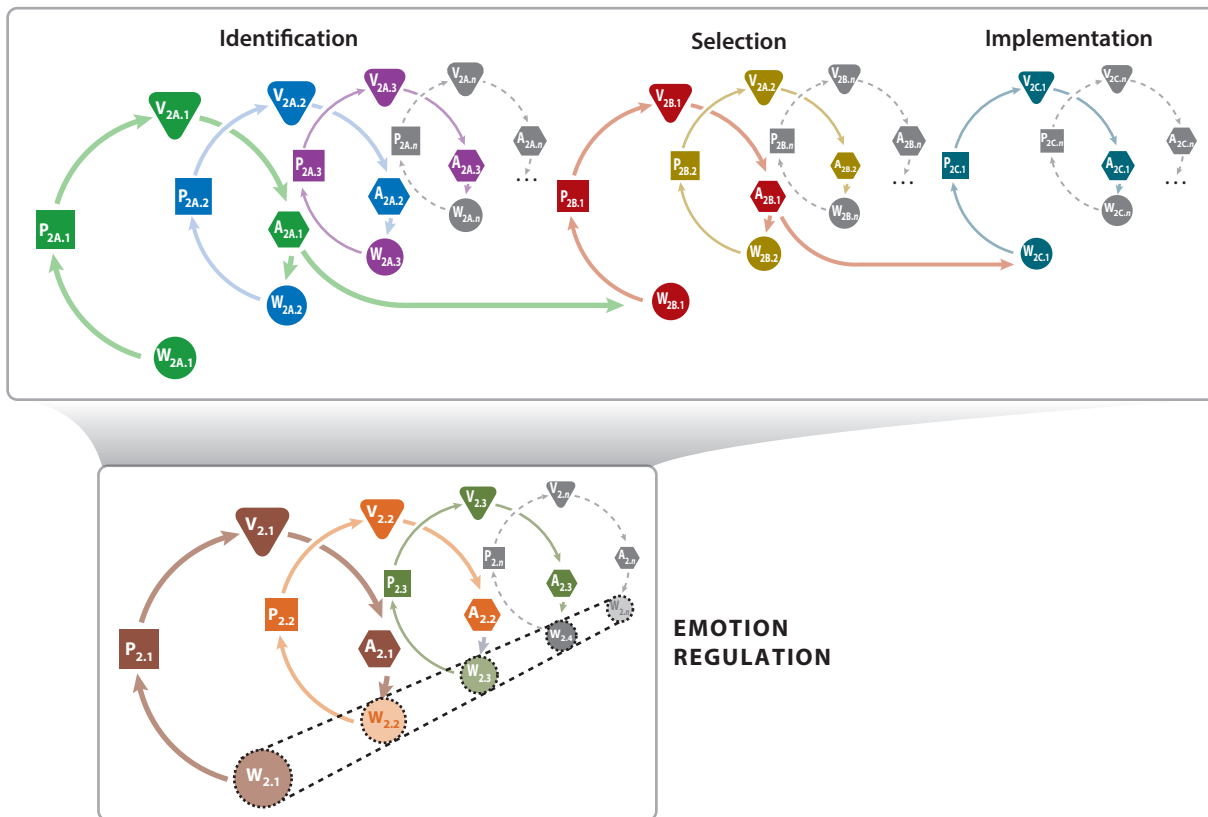 Identification
Selection
Implementation
V2A.1
V2A.2
V2A.3
V2A.n
P2A.1
P2A.2
P2A.3
P2A.n
A2A.1
A2A.2
A2A.3
A2A.n
...
W2A.1
W2A.2
W2A.3
W2A.n
V2B.1
V2A.2
V2B.n
P2B.1
P2B.2
P2B.n
A2B.1
A2B.2
A2B.n
...
W2B.1
W2B.2
W2B.n
V2C.1
V2C.n
P2C.1
P2C.n
A2C.1
A2C.n
...
W2C.1
W2C.n
V2.1
V2.2
V2.3
V2.n
P2.1
P2.2
P2.3
P2.n
A2.1
A2.2
A2.3
A2.n
W2.1
W2.2
W2.3
W2.4
W2.n
EMOTION
REGULATION